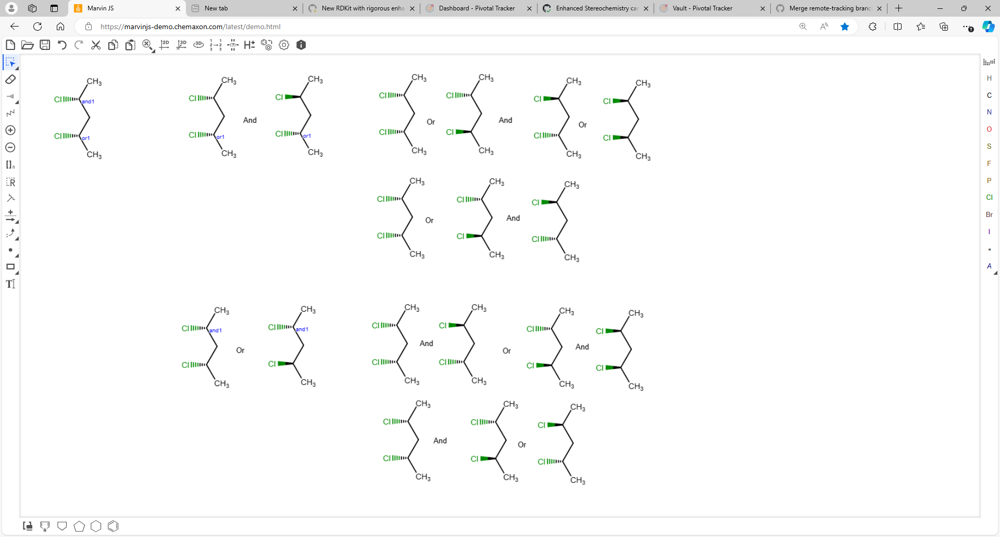 Marvin JS
New tab
New RDKit with rigorous enha
Dashboard - Pivotal Tracker
Enhanced Stereochemistry car
Vault - Pivotal Tracker
Merge remote-tracking branc
https://marvinjs-demo.chemaxon.com/latest/demo.html
2D 3D 3D H±
CH3 CH3 CH3 CH3 CH3 CH3 CH3
Cl and1 Cl Cl Cl Cl Cl Cl
And Or And Or
Cl or1 Cl or1 Cl or1 Cl Cl Cl Cl
CH3 CH3 CH3 CH3 CH3 CH3 CH3
CH3 CH3 CH3
Cl Cl Cl
Or And
Cl Cl Cl
CH3 CH3 CH3
CH3 CH3 CH3 CH3 CH3 CH3
Cl and1 Cl and1 Cl Cl Cl Cl
Or And Or And
Cl Cl Cl Cl Cl Cl
CH3 CH3 CH3 CH3 CH3 CH3
CH3 CH3 CH3
Cl Cl Cl
And Or
Cl Cl Cl
CH3 CH3 CH3
[]n
R
T
H
C
N
O
S
F
P
Cl
Br
I
*
A
N